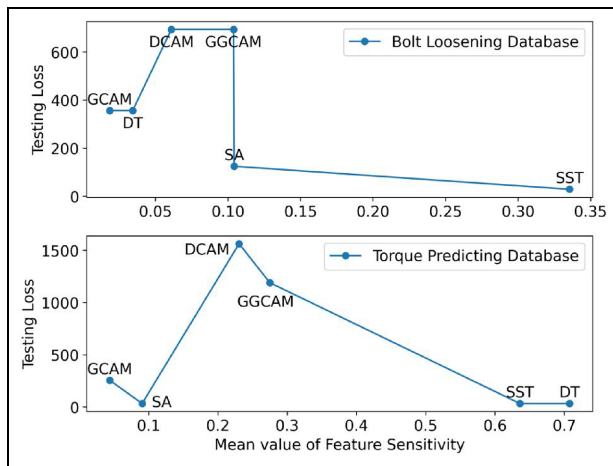 Testing Loss
600
400
200
0
DCAM
GGCAM
GCAM
DT
SA
SST
Bolt Loosening Database
0.05
0.10
0.15
0.20
0.25
0.30
0.35
Testing Loss
1500
1000
500
0
DCAM
GGCAM
GCAM
SA
SST
DT
Torque Predicting Database
0.1
0.2
0.3
0.4
0.5
0.6
0.7
Mean value of Feature Sensitivity